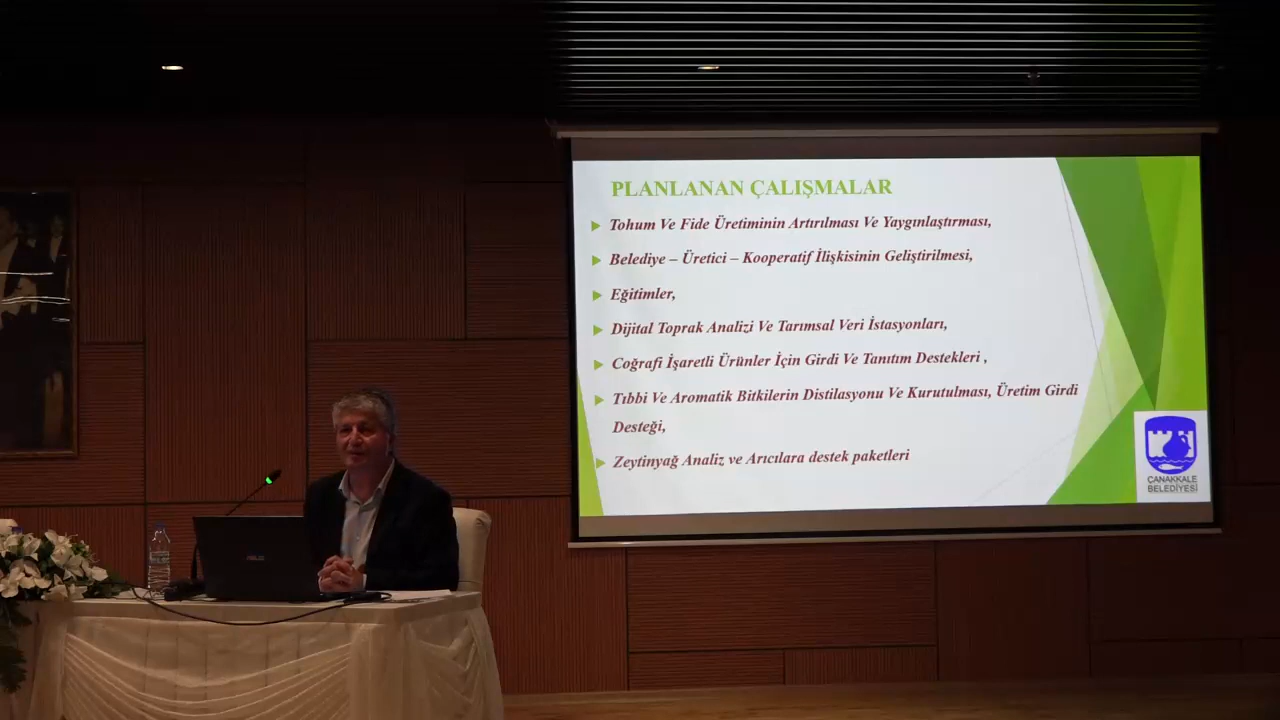 PLANLANAN ÇALIŞMALAR
Tohum Ve Fide Üretiminin Artırılması Ve Yaygınlaştırması,
Belediye – Üretici – Kooperatif İlişkisinin Geliştirilmesi,
Eğitimler,
Dijital Toprak Analizi Ve Tarımsal Veri İstasyonları,
Coğrafi İşaretli Ürünler İçin Girdi Ve Tanıtım Destekleri ,
Tıbbi Ve Aromatik Bitkilerin Distilasyonu Ve Kurutulması, Üretim Girdi
Desteği,
Zeytinyağ Analiz ve Arıcılara destek paketleri
ÇANAKKALE
BELEDİYESİ
ASUS